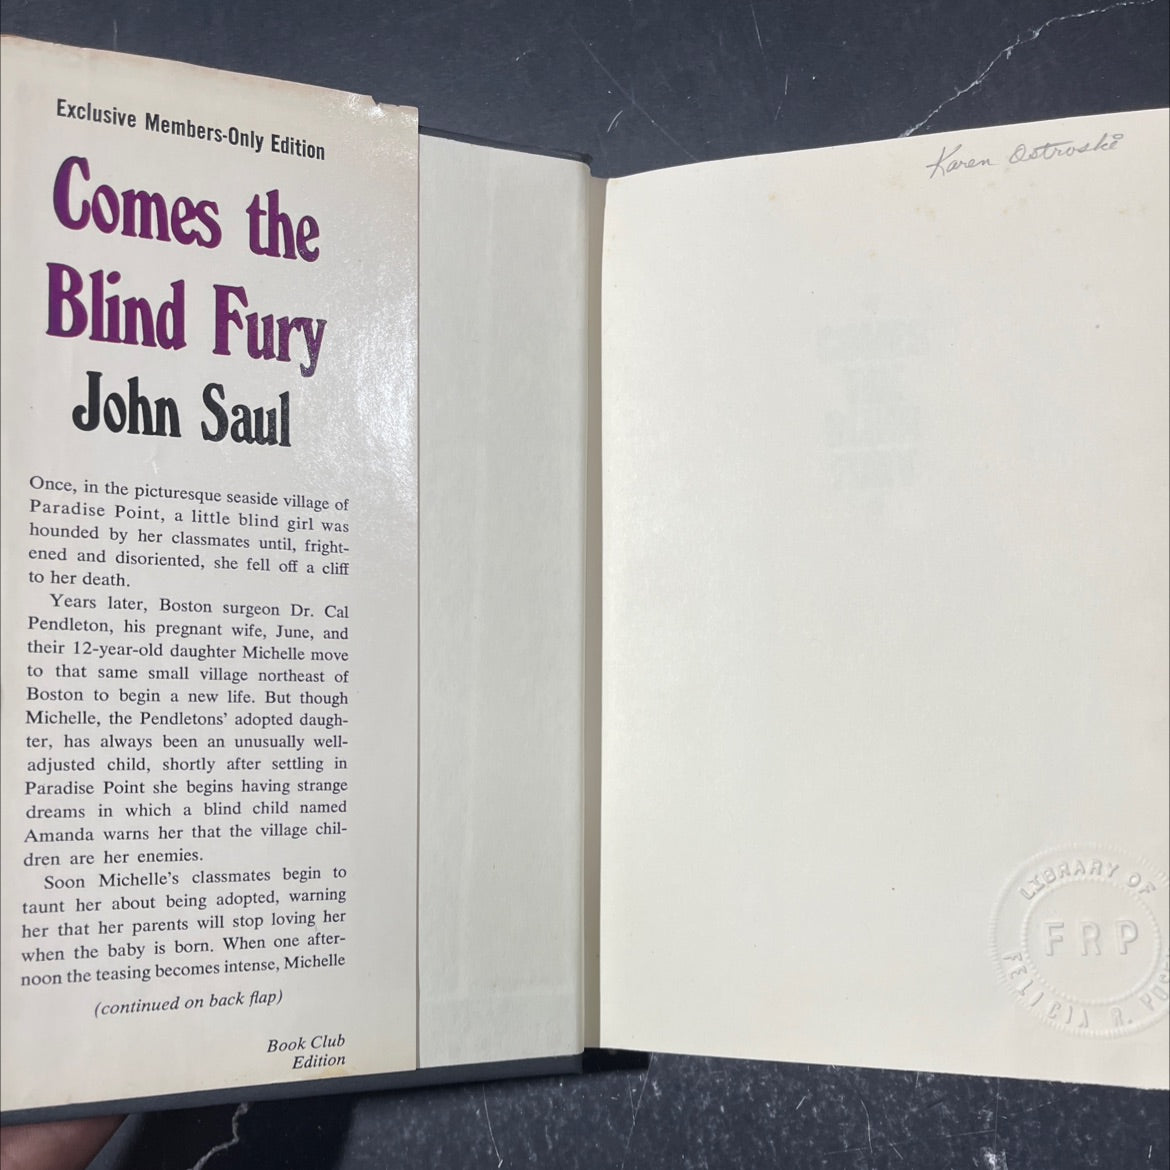 Exclusive Members-Only Edition
Comes the
Blind Fury
John Saul
Once, in the picturesque seaside village of
Paradise Point, a little blind girl was
hounded by her classmates until, fright-
ened and disoriented, she fell off a cliff
to her death.
Years later, Boston surgeon Dr. Cal
Pendleton, his pregnant wife, June, and
their 12-year-old daughter Michelle move
to that same small village northeast of
Boston to begin a new life. But though
Michelle, the Pendletons' adopted daugh-
ter, has always been an unusually well-
adjusted child, shortly after settling in
Paradise Point she begins having strange
dreams in which a blind child named
Amanda warns her that the village chil-
dren are her enemies.
Soon Michelle's classmates begin to
taunt her about being adopted, warning
her that her parents will stop loving her
when the baby is born. When one after-
noon the teasing becomes intense, Michelle
(continued on back flap)
Book Club
Edition
Karen Ostroski
LIBRARY OF
FRP
FELICIA R.